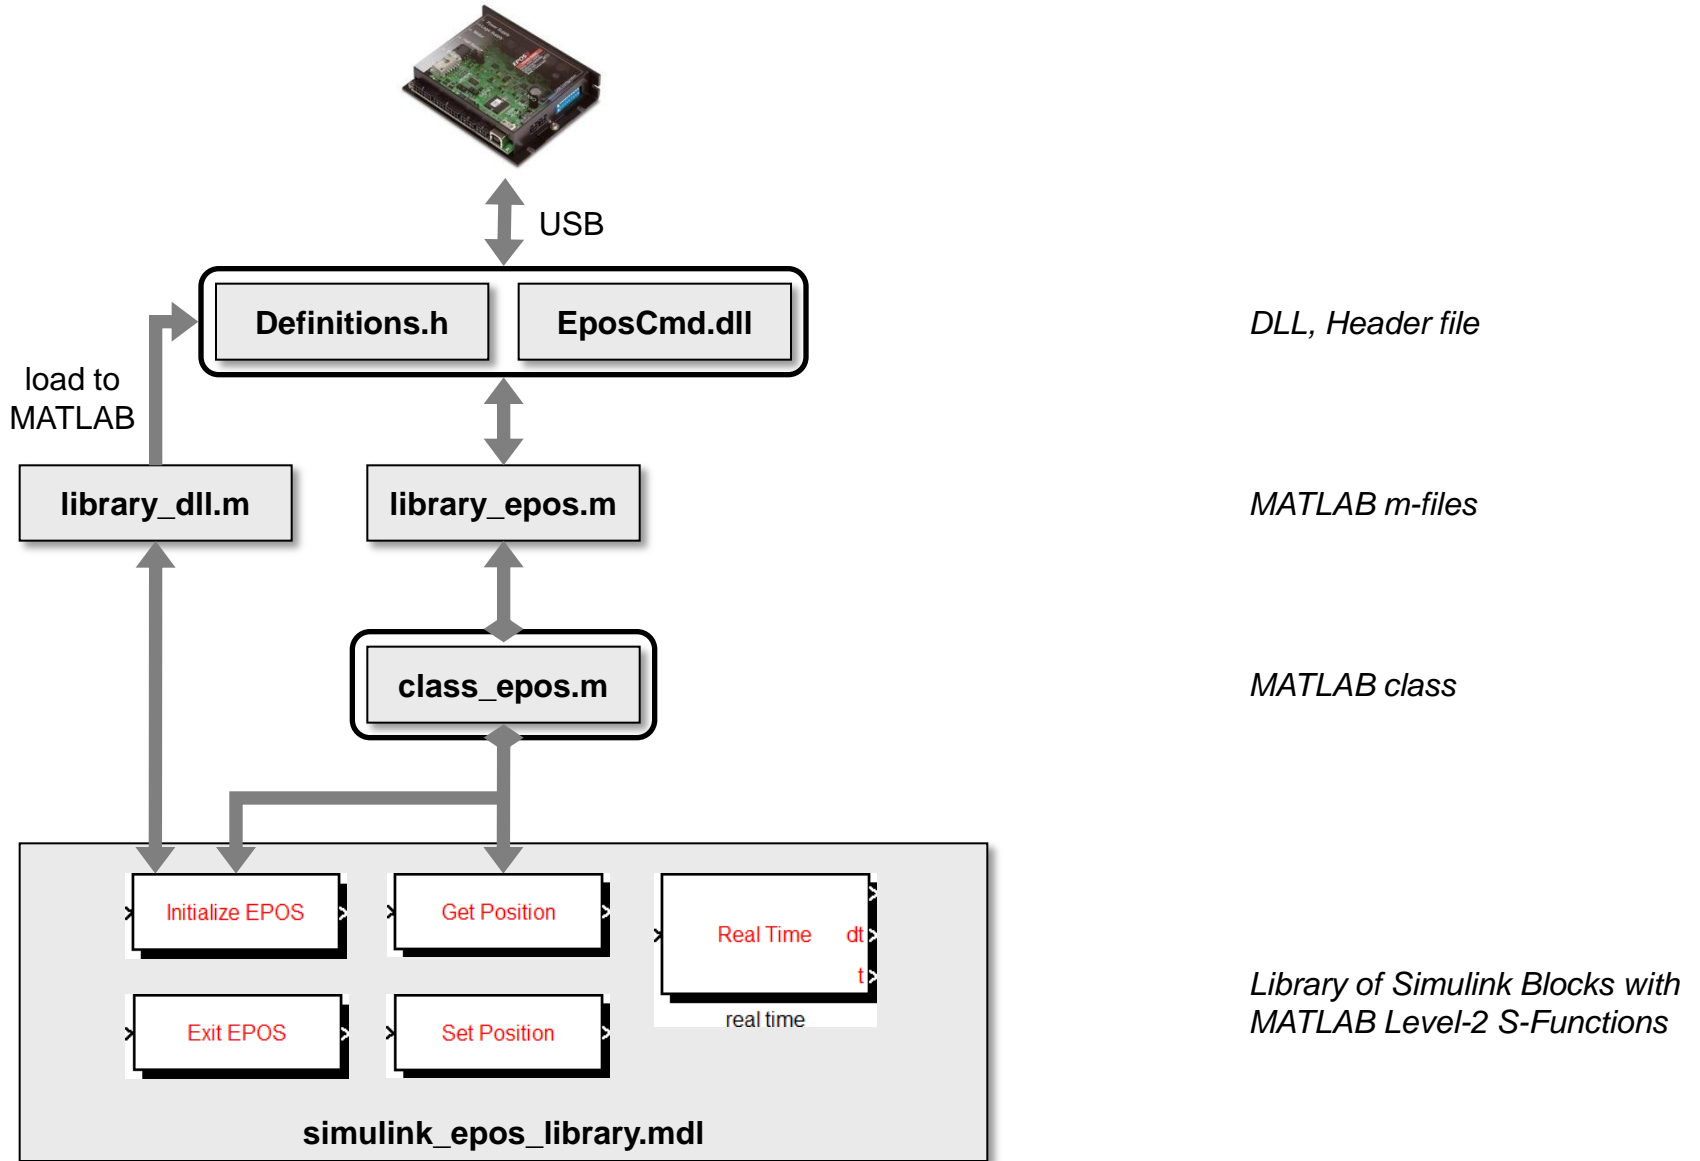 EPOS
USB
Definitions.h
EposCmd.dll
DLL, Header file
load to
MATLAB
library_dll.m
library_epos.m
MATLAB m-files
class_epos.m
MATLAB class
Initialize EPOS
Get Position
Real Time
dt
t
real time
Exit EPOS
Set Position
Library of Simulink Blocks with
MATLAB Level-2 S-Functions
simulink_epos_library.mdl